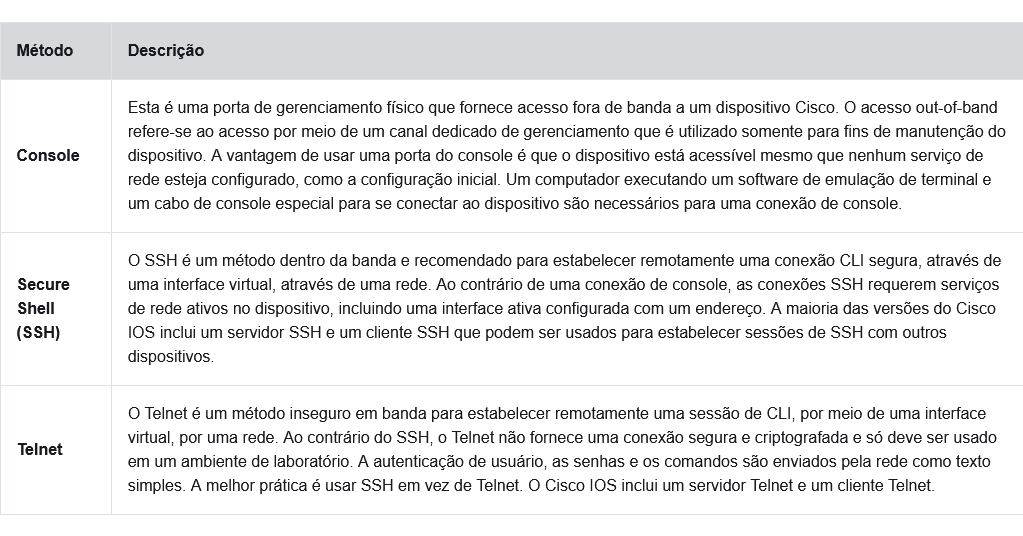 Método
Descrição
Console
Esta é uma porta de gerenciamento físico que fornece acesso fora de banda a um dispositivo Cisco. O acesso out-of-band
refere-se ao acesso por meio de um canal dedicado de gerenciamento que é utilizado somente para fins de manutenção do
dispositivo. A vantagem de usar uma porta do console é que o dispositivo está acessível mesmo que nenhum serviço de
rede esteja configurado, como a configuração inicial. Um computador executando um software de emulação de terminal e
um cabo de console especial para se conectar ao dispositivo são necessários para uma conexão de console.
Secure
Shell
(SSH)
O SSH é um método dentro da banda e recomendado para estabelecer remotamente uma conexão CLI segura, através de
uma interface virtual, através de uma rede. Ao contrário de uma conexão de console, as conexões SSH requerem serviços
de rede ativos no dispositivo, incluindo uma interface ativa configurada com um endereço. A maioria das versões do Cisco
IOS inclui um servidor SSH e um cliente SSH que podem ser usados para estabelecer sessões de SSH com outros
dispositivos.
Telnet
O Telnet é um método inseguro em banda para estabelecer remotamente uma sessão de CLI, por meio de uma interface
virtual, por uma rede. Ao contrário do SSH, o Telnet não fornece uma conexão segura e criptografada e só deve ser usado
em um ambiente de laboratório. A autenticação de usuário, as senhas e os comandos são enviados pela rede como texto
simples. A melhor prática é usar SSH em vez de Telnet. O Cisco IOS inclui um servidor Telnet e um cliente Telnet.